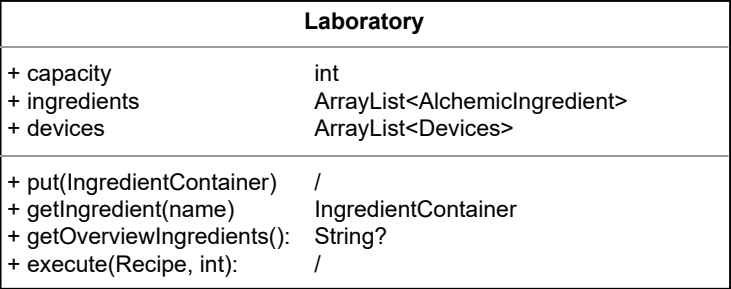 Laboratory
+ capacity int
+ ingredients ArrayList<AlchemicIngredient>
+ devices ArrayList<Devices>
+ put(IngredientContainer) /
+ getIngredient(name) IngredientContainer
+ getOverviewIngredients(): String?
+ execute(Recipe, int): /